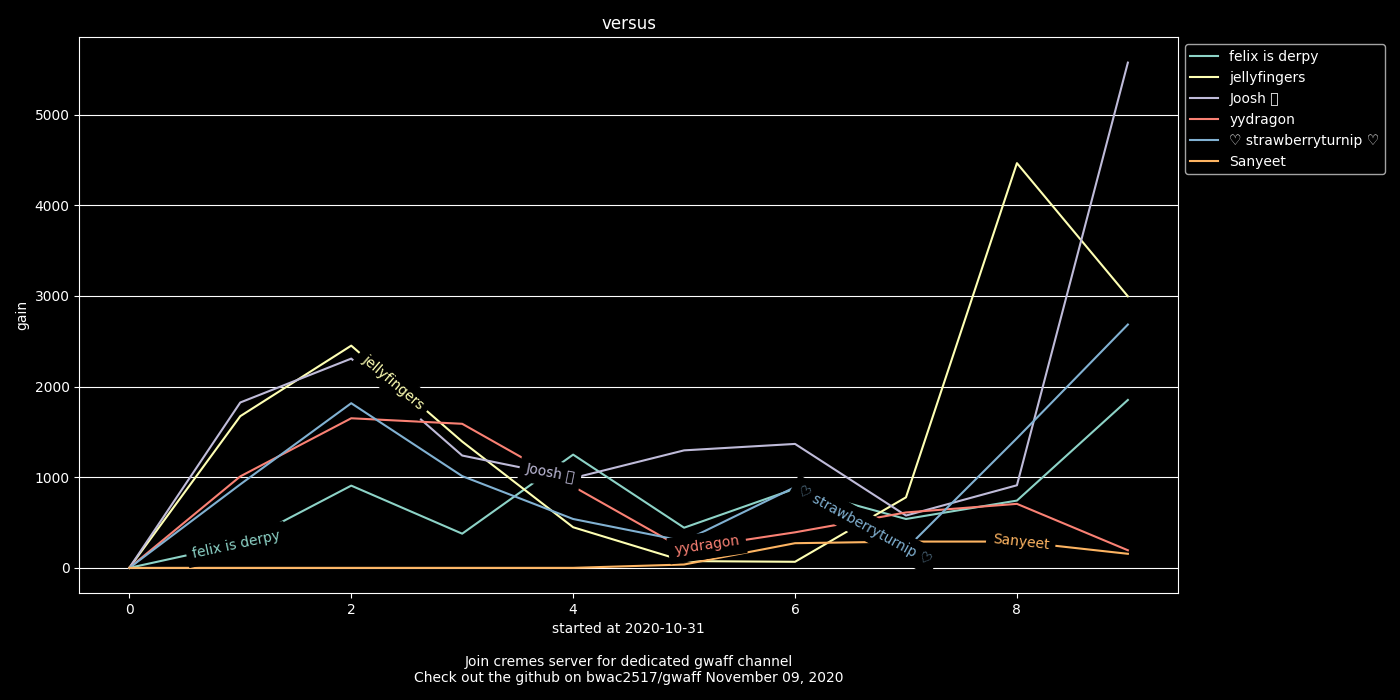 versus
felix is derpy
jellyfingers
Joosh
yydragon
♡ strawberryturnip ♡
Sanyeet
5000
4000
3000
2000
1000
0
gain
jellyfingers
Joosh
felix is derpy
yydragon
♡ strawberryturnip ♡
Sanyeet
0 2 4 6 8
started at 2020-10-31
Join cremes server for dedicated gwaff channel
Check out the github on bwac2517/gwaff November 09, 2020